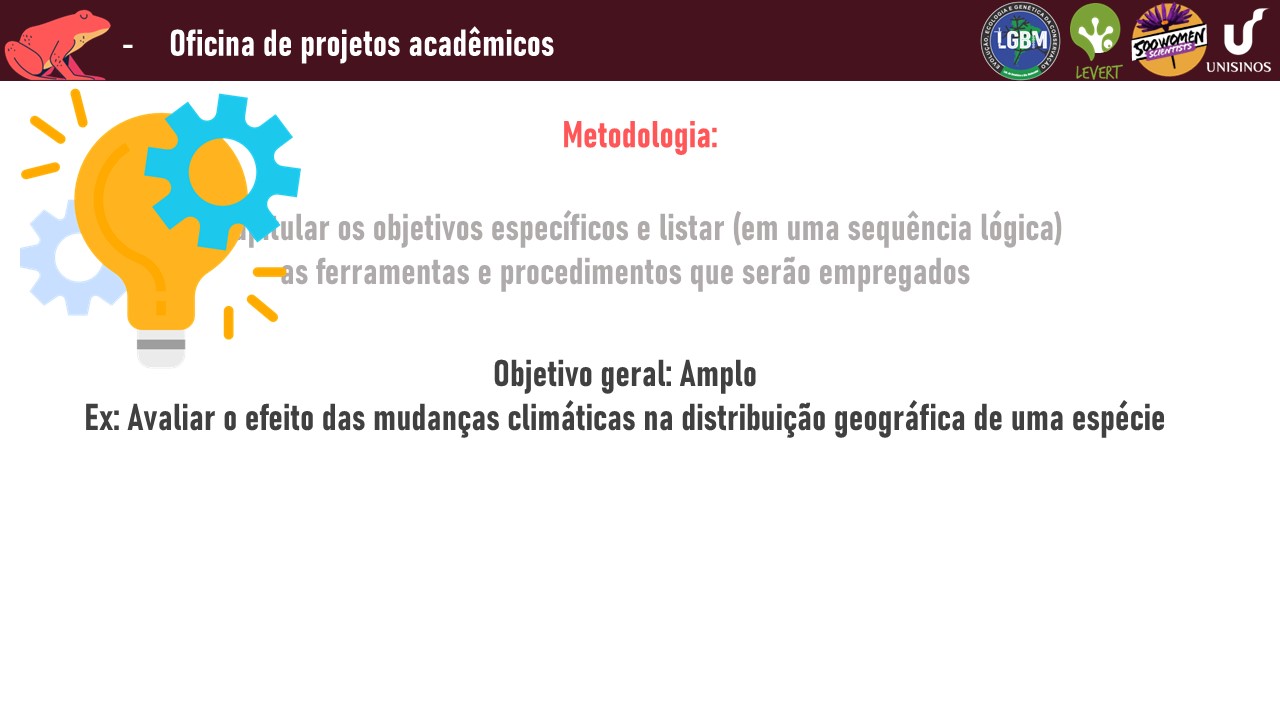 - Oficina de projetos acadêmicos
LGBM
LEVERT
500 WOMEN
SCIENTISTS
UNISINOS
Metodologia:
os objetivos específicos e listar (em uma sequência lógica)
as ferramentas e procedimentos que serão empregados
Objetivo geral: Amplo
Ex: Avaliar o efeito das mudanças climáticas na distribuição geográfica de uma espécie